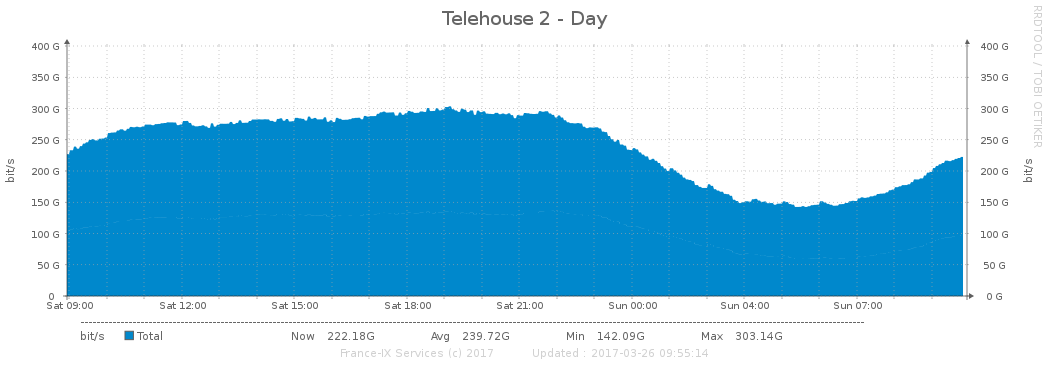 Telehouse 2 - Day
RRDTOOL / TOBI OETIKER
400 G 400 G
350 G 350 G
300 G 300 G
250 G 250 G
200 G 200 G
150 G 150 G
100 G 100 G
50 G 50 G
0 0 G
bit/s bit/s
Sat 09:00 Sat 12:00 Sat 15:00 Sat 18:00 Sat 21:00 Sun 00:00 Sun 04:00 Sun 07:00
bit/s Total Now 222.18G Avg 239.72G Min 142.09G Max 303.14G
France-IX Services (c) 2017 Updated : 2017-03-26 09:55:14